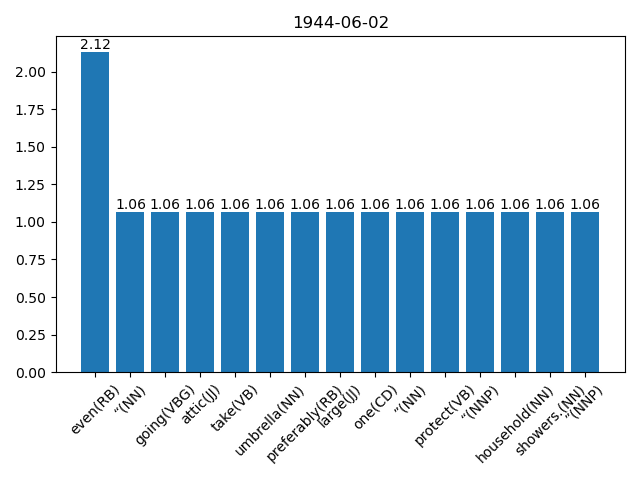 1944-06-02
2.12
2.00
1.75
1.50
1.25
1.06 1.06 1.06 1.06 1.06 1.06 1.06 1.06 1.06 1.06 1.06 1.06 1.06 1.06
1.00
0.75
0.50
0.25
0.00
even(RB)
“(NN)
going(VBG)
attic(JJ)
take(VB)
umbrella(NN)
preferably(RB)
large(JJ)
one(CD)
“(NN)
protect(VB)
“(NNP)
household(NN)
showers.(NN)
“(NNP)